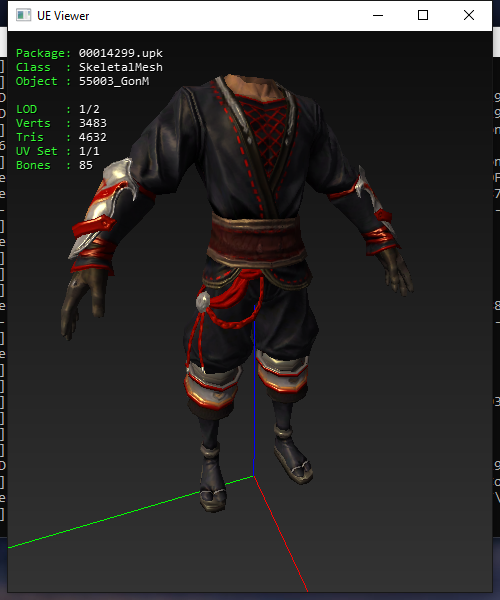 UE Viewer
Package: 00014299.upk
Class : SkeletalMesh
Object : 55003_GonM
LOD : 1/2
Verts : 3483
Tris : 4632
UV Set : 1/1
Bones : 85